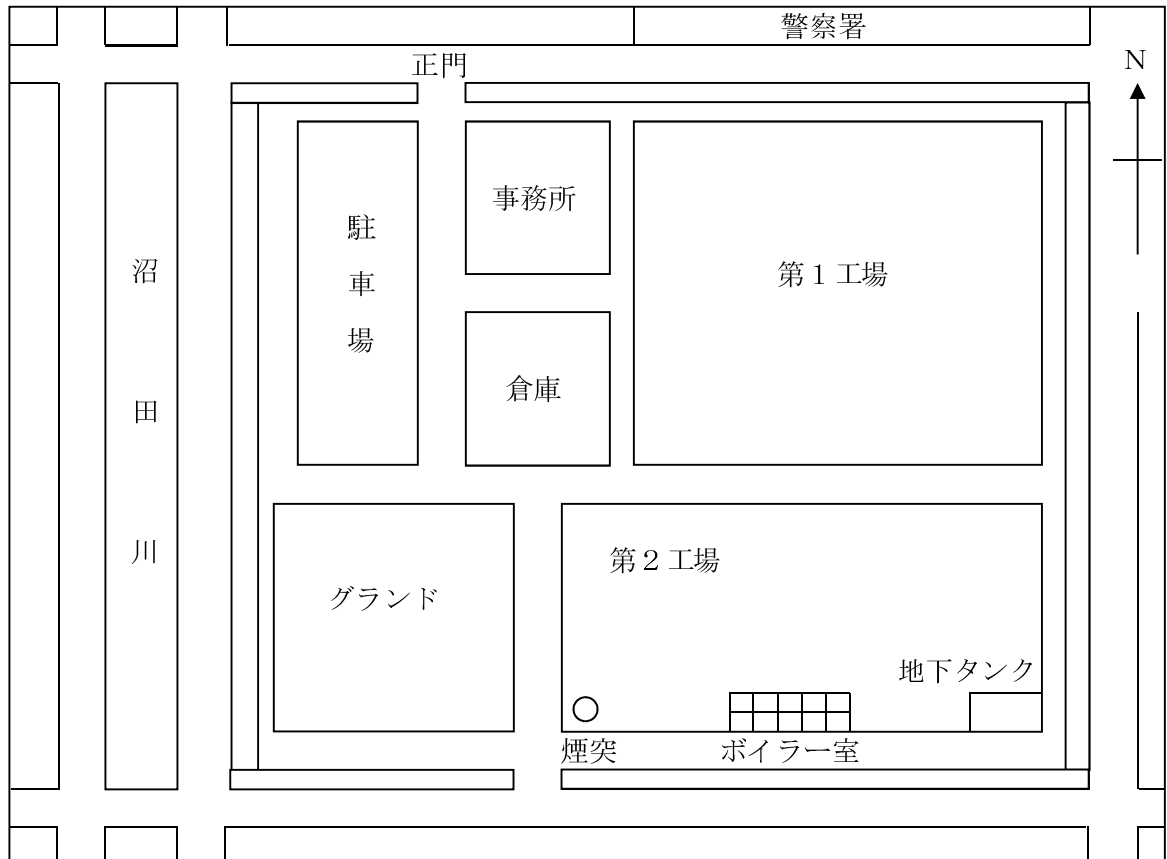 警察署
正門
N
事務所
駐車場
第１工場
沼田川
倉庫
第２工場
グランド
地下タンク
煙突
ボイラー室